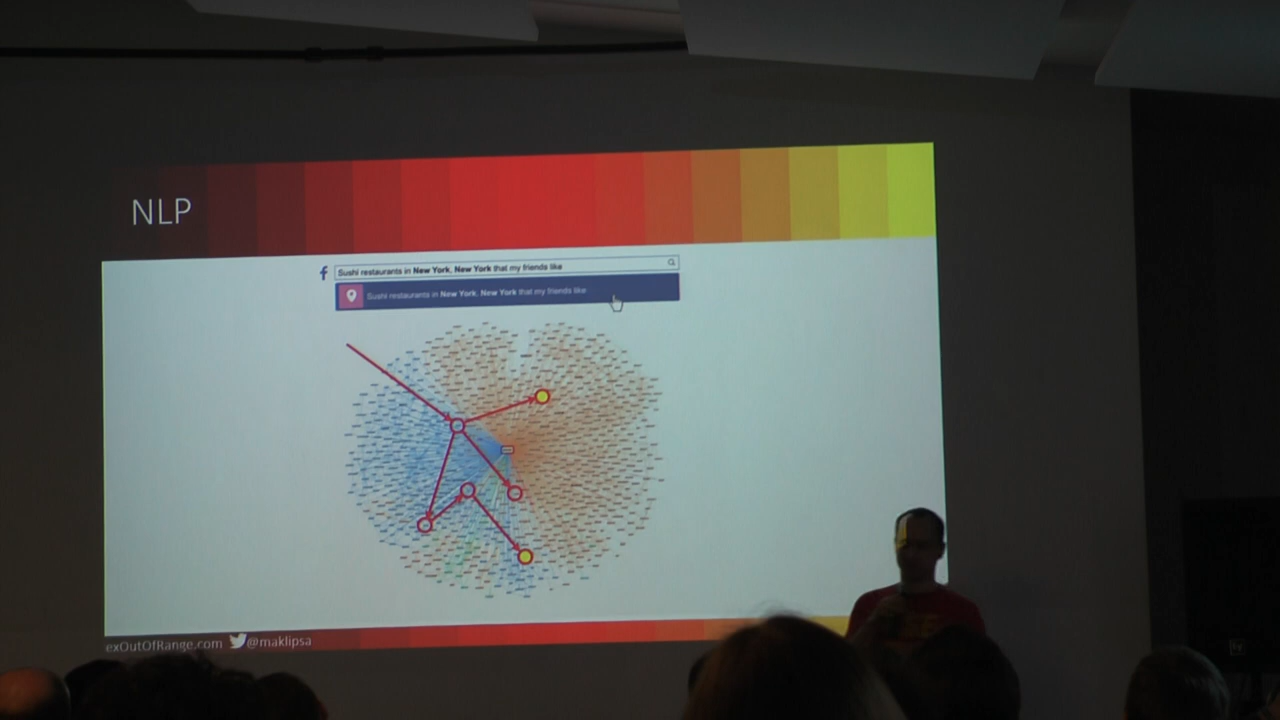 NLP
f
Sushi restaurants in New York, New York that my friends like
Sushi restaurants in New York, New York that my friends like
exOutOfRange.com @maklipsa